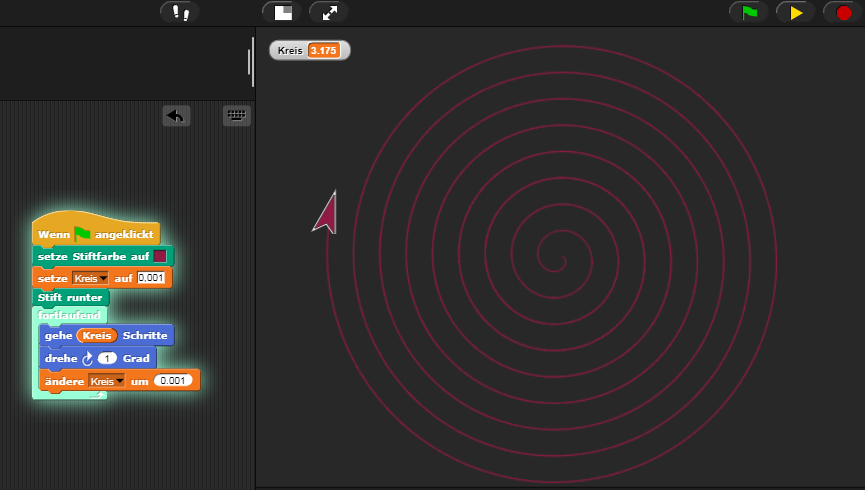 Kreis 3.175
Wenn angeklickt
setze Stiftfarbe auf
setze Kreis auf 0,001
Stift runter
fortlaufend
gehe Kreis Schritte
drehe 1 Grad
ändere Kreis um 0.001